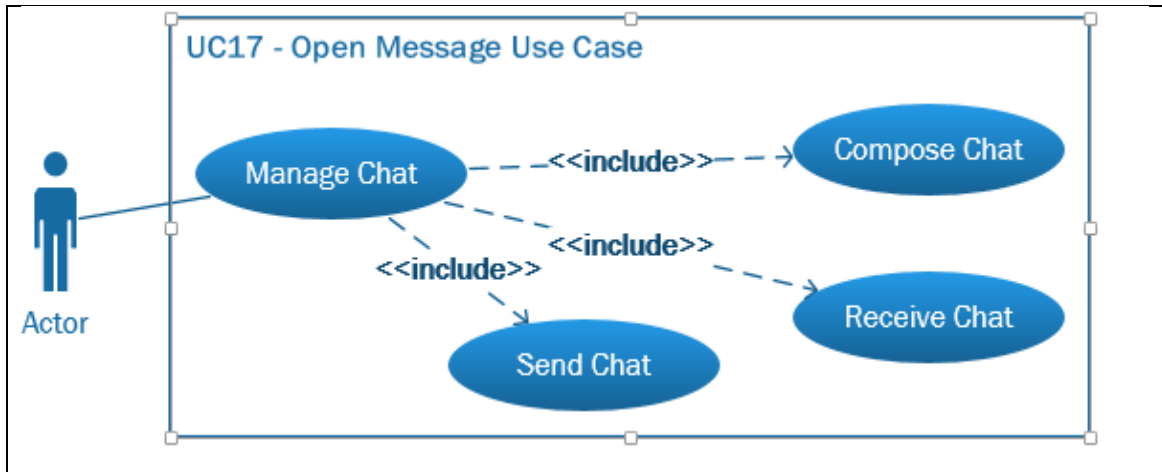 UC17 - Open Message Use Case
Manage Chat
<<include>>
Compose Chat
<<include>>
<<include>>
Receive Chat
Actor
Send Chat